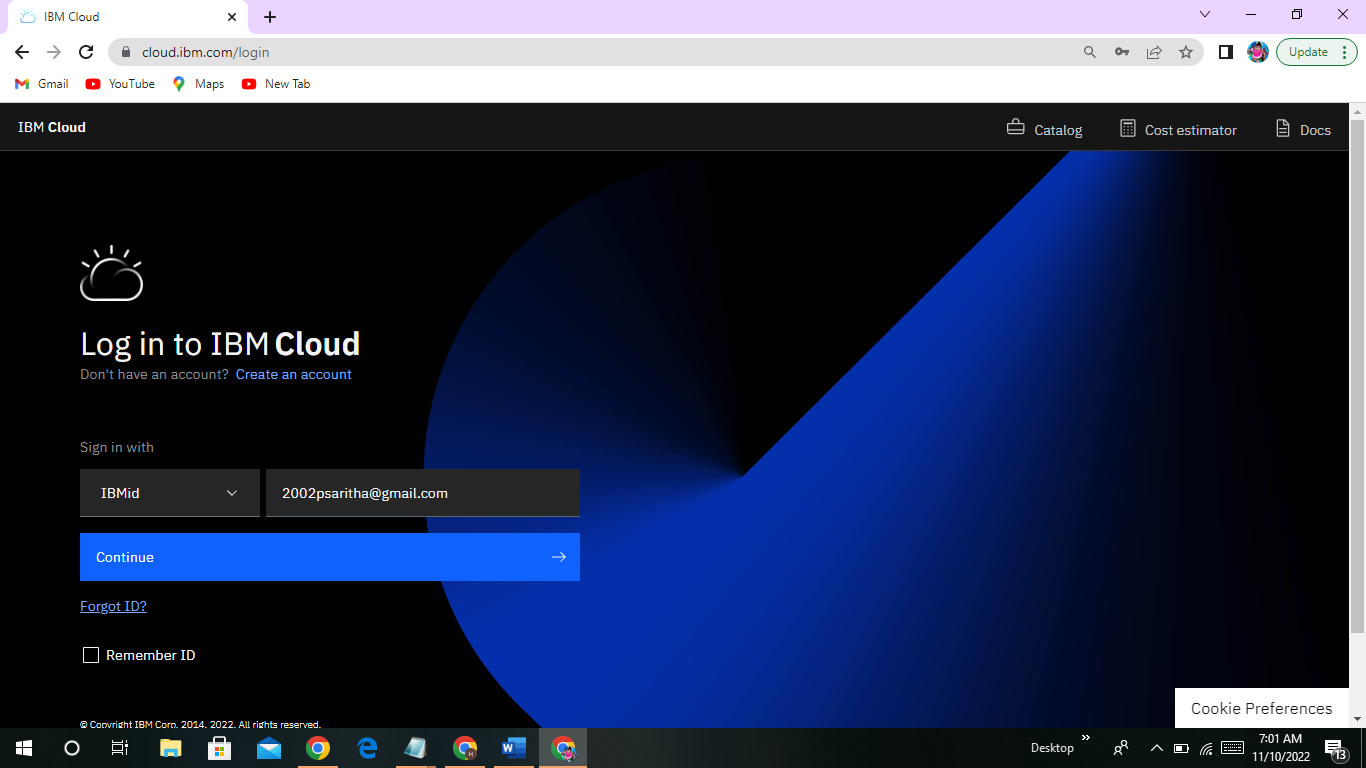 IBM Cloud
cloud.ibm.com/login
Update
Gmail
YouTube
Maps
New Tab
IBM Cloud
Catalog
Cost estimator
Docs
Log in to IBM Cloud
Don't have an account? Create an account
Sign in with
IBMid
2002psaritha@gmail.com
Continue
Forgot ID?
Remember ID
© Copyright IBM Corp. 2014, 2022. All rights reserved.
Cookie Preferences
Desktop
7:01 AM
11/10/2022
13